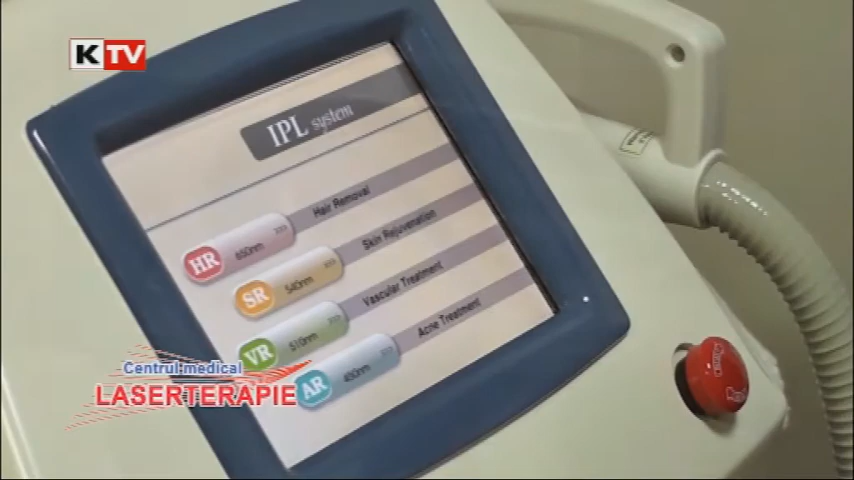 KTV
IPL system
HR 650nm >>> Hair Removal
SR 540nm >>> Skin Rejuvenation
VR 510nm >>> Vascular Treatment
AR 450nm >>> Acne Treatment
Centrul medical
LASERTERAPIE